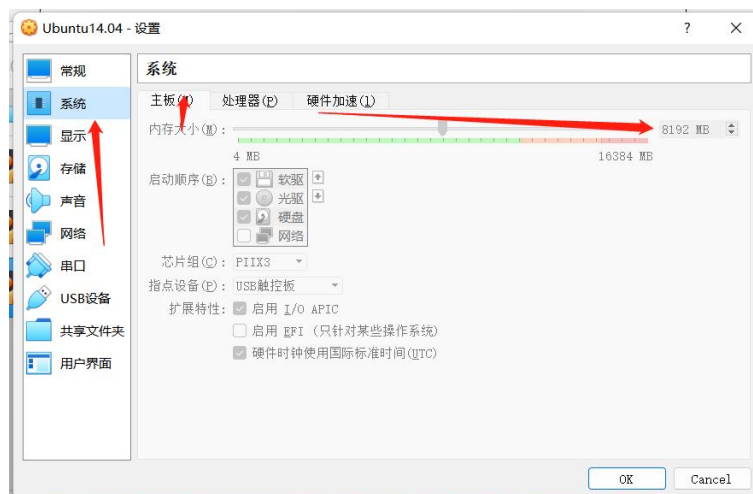 Ubuntu14.04 - 设置
?
常规
系统
显示
存储
声音
网络
串口
USB设备
共享文件夹
用户界面
系统
主板(M) 处理器(P) 硬件加速(L)
内存大小(M): 8192 MB
4 MB 16384 MB
启动顺序(B): 软驱
光驱
硬盘
网络
芯片组(C): PIIX3
指点设备(P): USB触控板
扩展特性: 启用 I/O APIC
启用 EFI (只针对某些操作系统)
硬件时钟使用国际标准时间(UTC)
OK Cancel